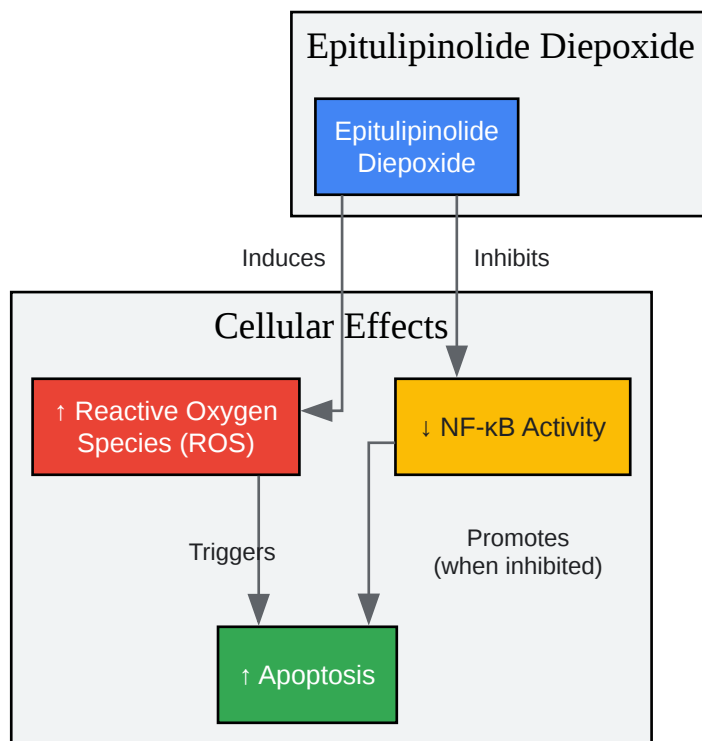 Epitulipinolide Diepoxide
Epitulipinolide
Diepoxide
Induces
Inhibits
Cellular Effects
↑ Reactive Oxygen
Species (ROS)
↓ NF-κB Activity
Triggers
Promotes
(when inhibited)
↑ Apoptosis